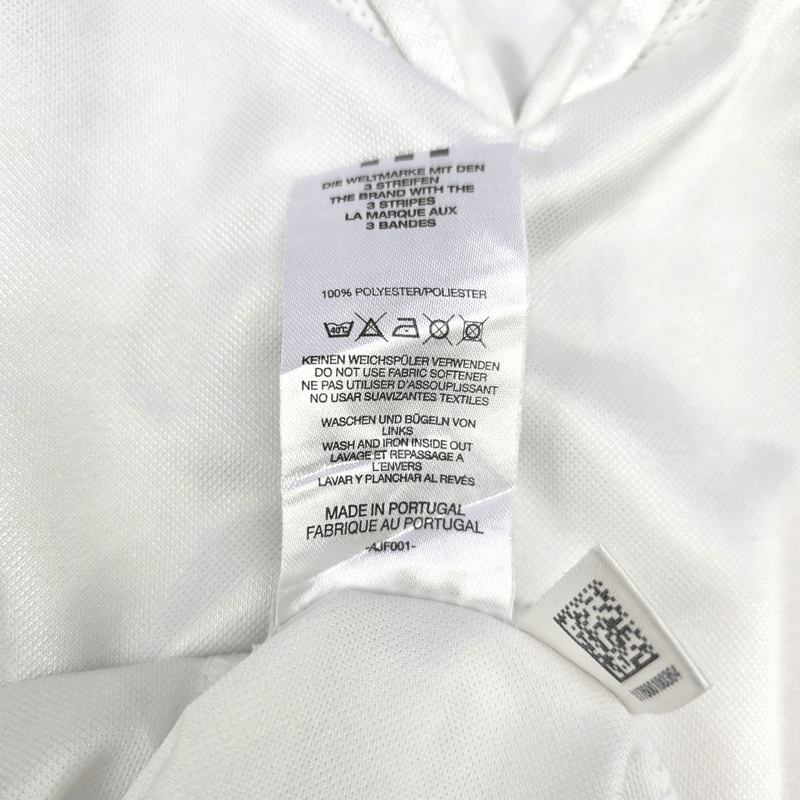 DIE WELTMARKE MIT DEN
3 STREIFEN
THE BRAND WITH THE
3 STRIPES
LA MARQUE AUX
3 BANDES
100% POLYESTER/POLIESTER
40°C
KEINEN WEICHSPÜLER VERWENDEN
DO NOT USE FABRIC SOFTENER
NE PAS UTILISER D'ASSOUPLISSANT
NO USAR SUAVIZANTES TEXTILES
WASCHEN UND BÜGELN VON
LINKS
WASH AND IRON INSIDE OUT
LAVAGE ET REPASSAGE A
L'ENVERS
LAVAR Y PLANCHAR AL REVÉS
MADE IN PORTUGAL
FABRIQUE AU PORTUGAL
-AJF001-